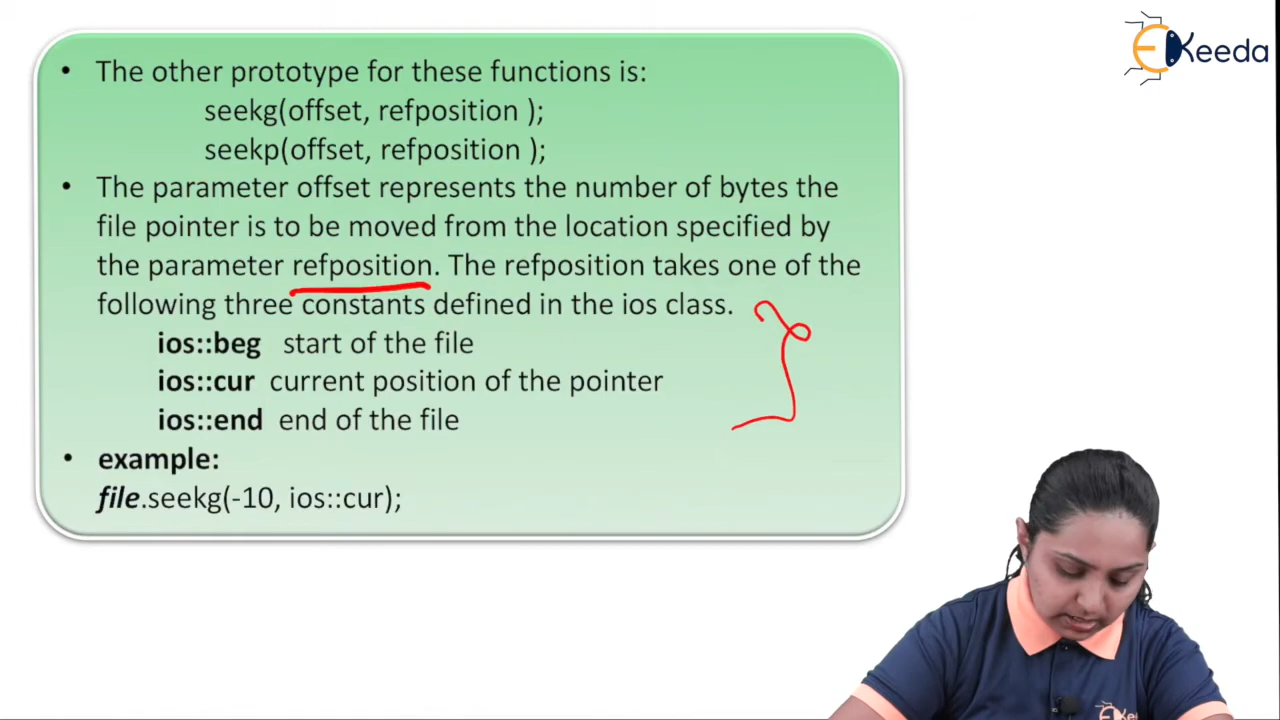 • The other prototype for these functions is:
seekg(offset, refposition );
seekp(offset, refposition );
• The parameter offset represents the number of bytes the
file pointer is to be moved from the location specified by
the parameter refposition. The refposition takes one of the
following three constants defined in the ios class.
ios::beg start of the file
ios::cur current position of the pointer
ios::end end of the file
• example:
file.seekg(-10, ios::cur);
EKeeda